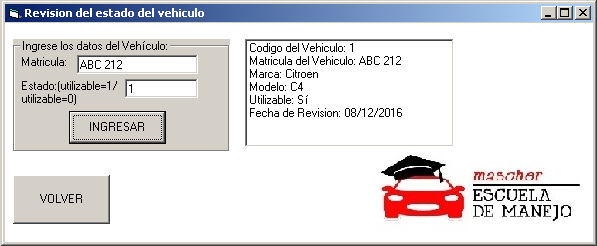 Revision del estado del vehiculo
Ingrese los datos del Vehículo:
Matricula:
ABC 212
Estado:(utilizable=1/
utilizable=0)
1
INGRESAR
VOLVER
Codigo del Vehiculo: 1
Matricula del Vehiculo: ABC 212
Marca: Citroen
Modelo: C4
Utilizable: Sí
Fecha de Revision: 08/12/2016
mascher
ESCUELA
DE MANEJO